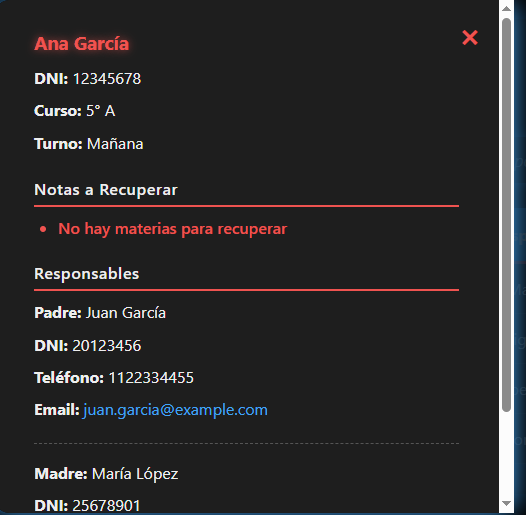 Ana García
DNI: 12345678
Curso: 5° A
Turno: Mañana
Notas a Recuperar
No hay materias para recuperar
Responsables
Padre: Juan García
DNI: 20123456
Teléfono: 1122334455
Email: juan.garcia@example.com
Madre: María López
DNI: 25678901